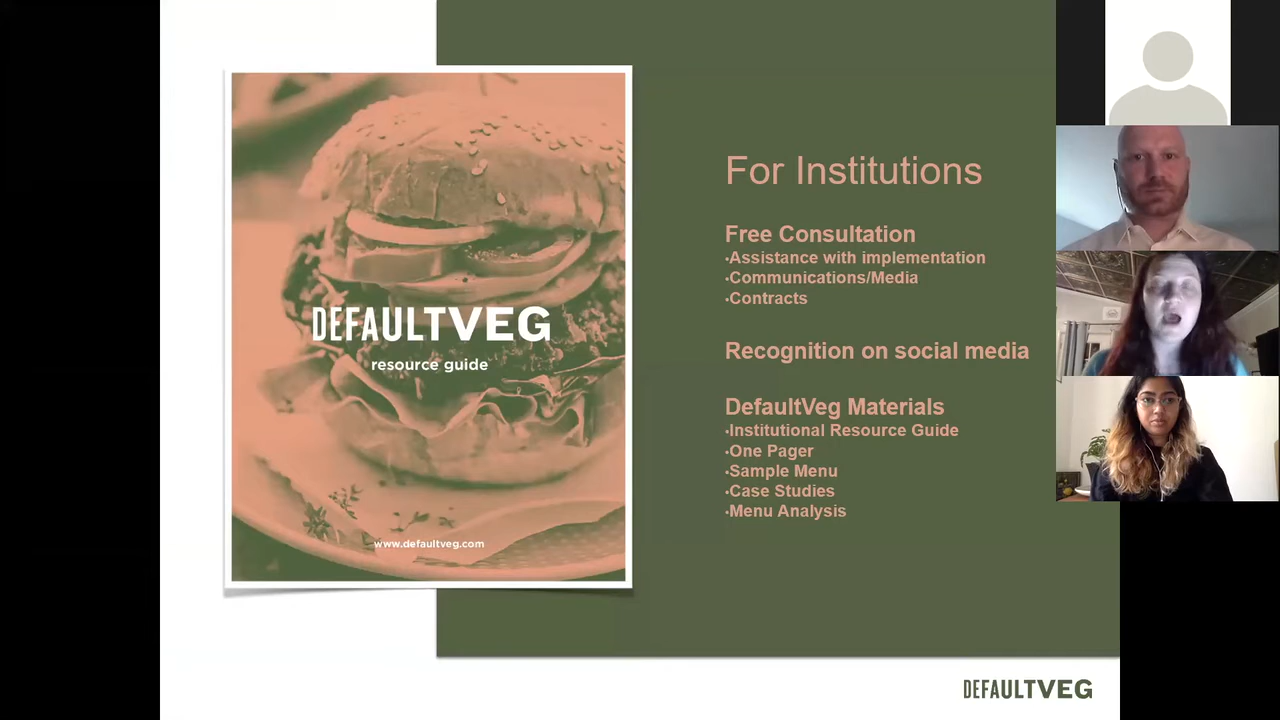 DEFAULTVEG
resource guide
www.defaultveg.com
For Institutions
Free Consultation
•Assistance with implementation
•Communications/Media
•Contracts
Recognition on social media
DefaultVeg Materials
•Institutional Resource Guide
•One Pager
•Sample Menu
•Case Studies
•Menu Analysis
DEFAULTVEG